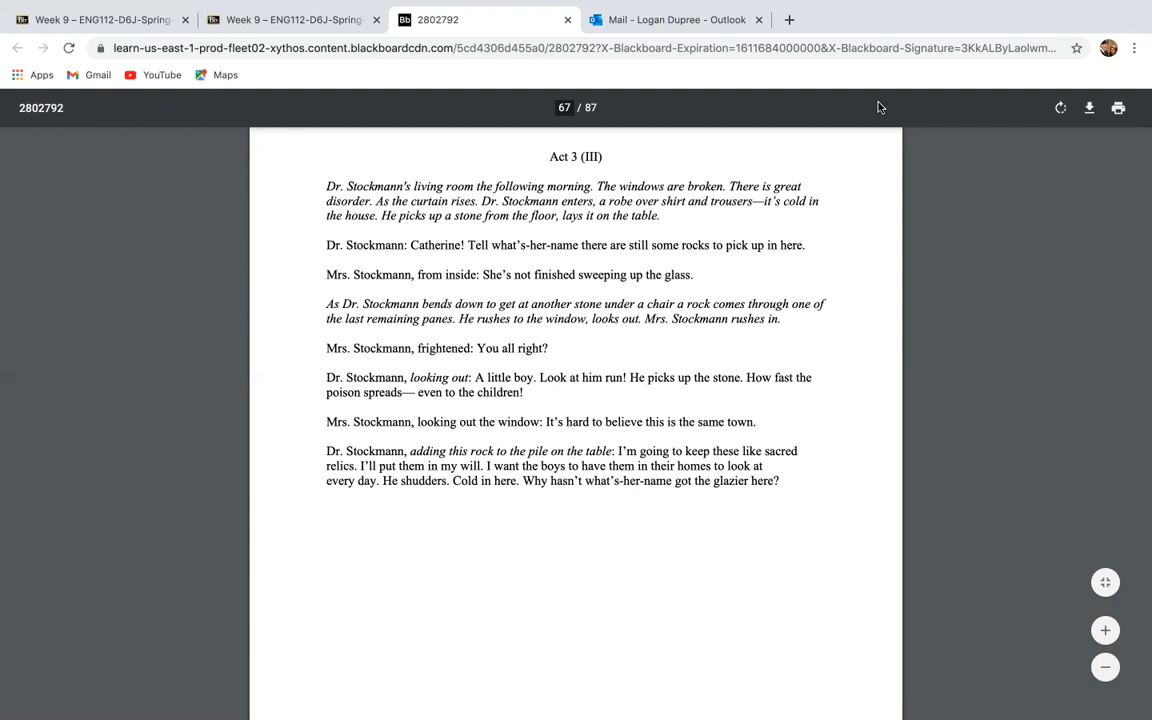 Week 9 – ENG112-D6J-Spring-
Week 9 – ENG112-D6J-Spring-
Bb 2802792
Mail - Logan Dupree - Outlook
learn-us-east-1-prod-fleet02-xythos.content.blackboardcdn.com/5cd4306d455a0/2802792?X-Blackboard-Expiration=1611684000000&X-Blackboard-Signature=3KkALByLaolwm...
Apps
Gmail
YouTube
Maps
2802792
67 / 87
Act 3 (III)
Dr. Stockmann's living room the following morning. The windows are broken. There is great
disorder. As the curtain rises. Dr. Stockmann enters, a robe over shirt and trousers—it's cold in
the house. He picks up a stone from the floor, lays it on the table.
Dr. Stockmann: Catherine! Tell what's-her-name there are still some rocks to pick up in here.
Mrs. Stockmann, from inside: She's not finished sweeping up the glass.
As Dr. Stockmann bends down to get at another stone under a chair a rock comes through one of
the last remaining panes. He rushes to the window, looks out. Mrs. Stockmann rushes in.
Mrs. Stockmann, frightened: You all right?
Dr. Stockmann, looking out: A little boy. Look at him run! He picks up the stone. How fast the
poison spreads— even to the children!
Mrs. Stockmann, looking out the window: It's hard to believe this is the same town.
Dr. Stockmann, adding this rock to the pile on the table: I'm going to keep these like sacred
relics. I'll put them in my will. I want the boys to have them in their homes to look at
every day. He shudders. Cold in here. Why hasn't what's-her-name got the glazier here?